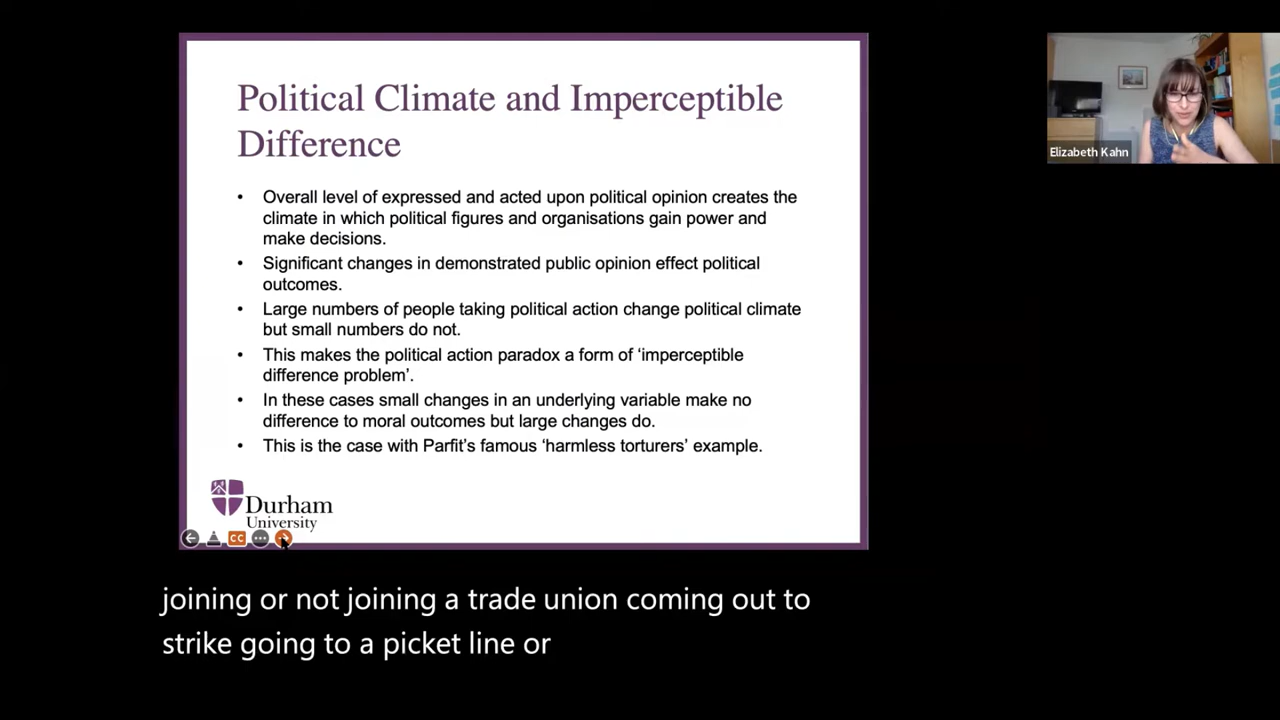 Political Climate and Imperceptible
Difference
• Overall level of expressed and acted upon political opinion creates the
climate in which political figures and organisations gain power and
make decisions.
• Significant changes in demonstrated public opinion effect political
outcomes.
• Large numbers of people taking political action change political climate
but small numbers do not.
• This makes the political action paradox a form of ‘imperceptible
difference problem’.
• In these cases small changes in an underlying variable make no
difference to moral outcomes but large changes do.
• This is the case with Parfit’s famous ‘harmless torturers’ example.
Durham
University
CC
Elizabeth Kahn
joining or not joining a trade union coming out to
strike going to a picket line or